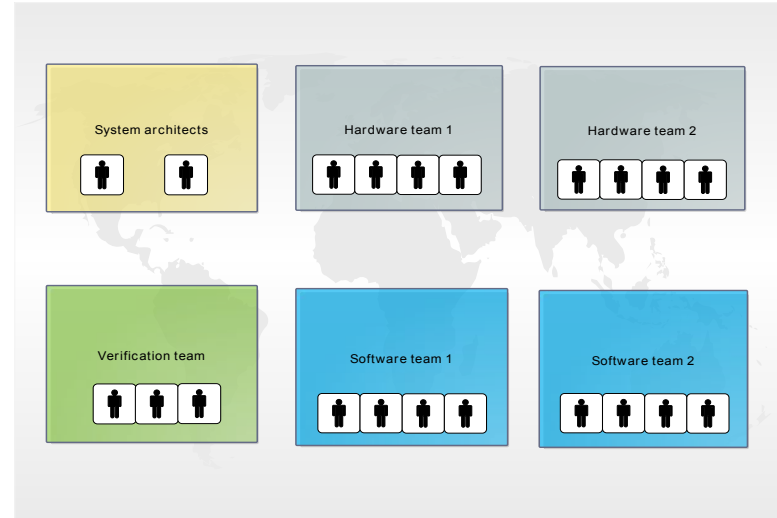 System architects
Hardware team 1
Hardware team 2
Verification team
Software team 1
Software team 2